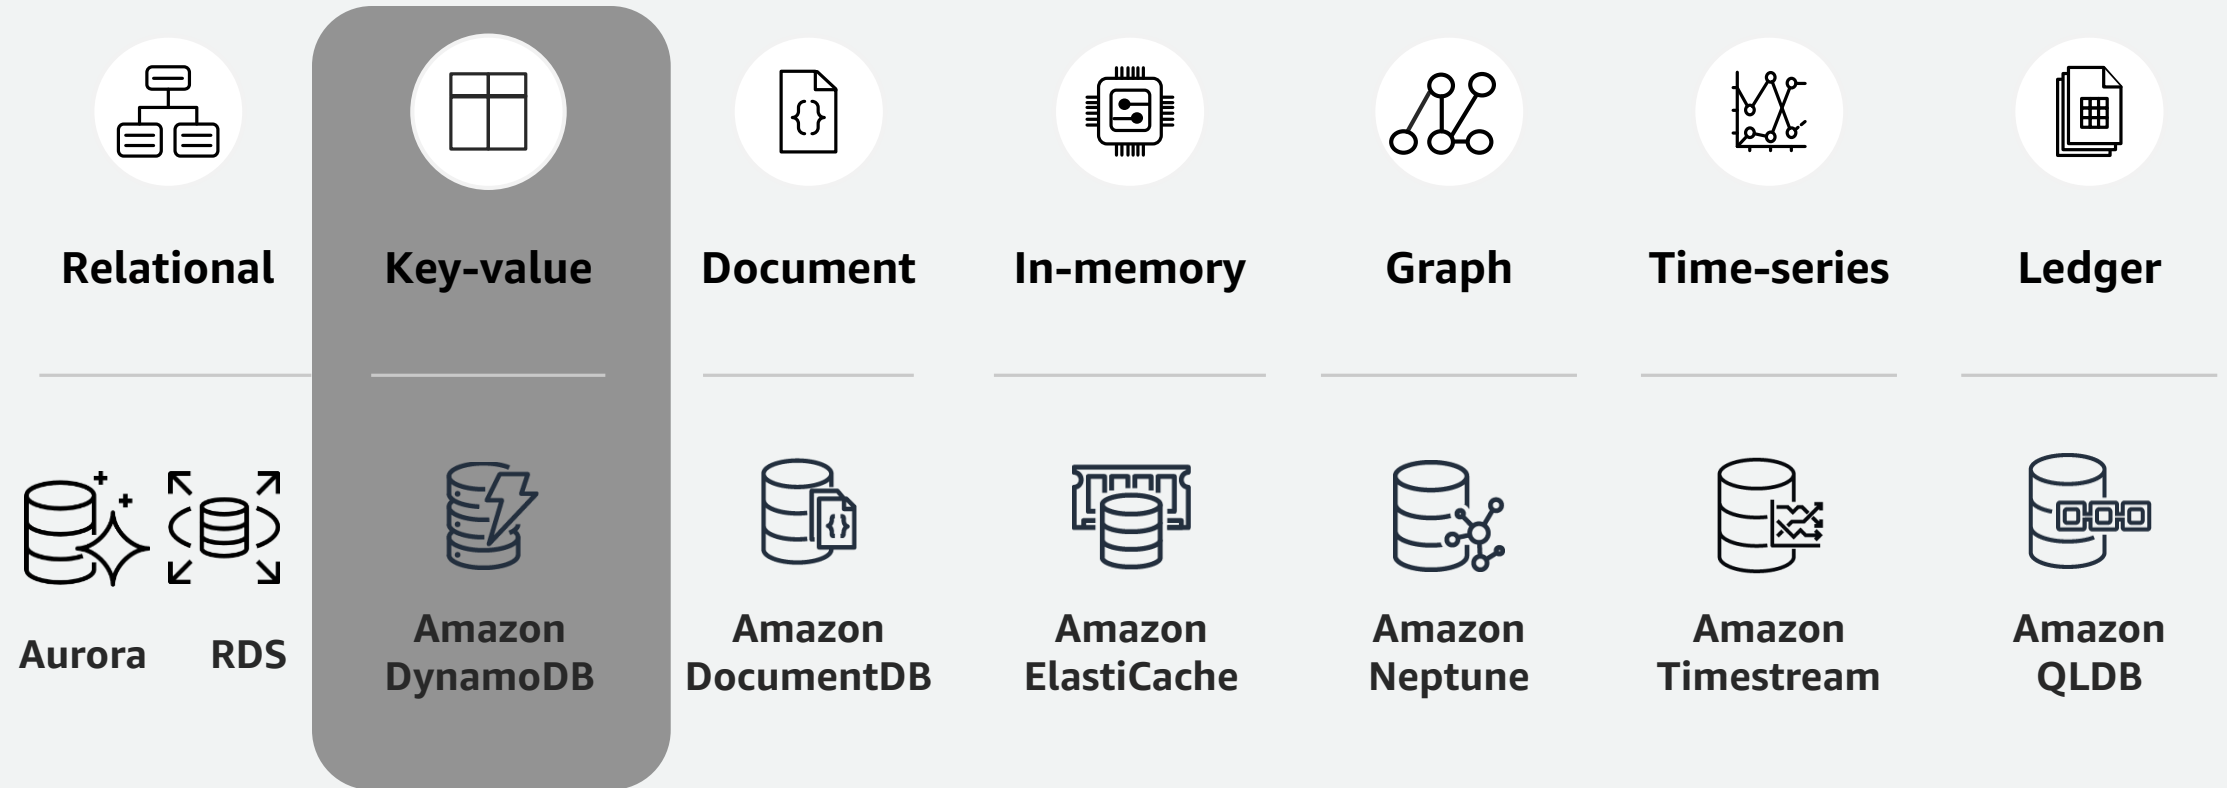 Relational
Key-value
Document
In-memory
Graph
Time-series
Ledger
Aurora
RDS
Amazon
DynamoDB
Amazon
DocumentDB
Amazon
ElastiCache
Amazon
Neptune
Amazon
Timestream
Amazon
QLDB